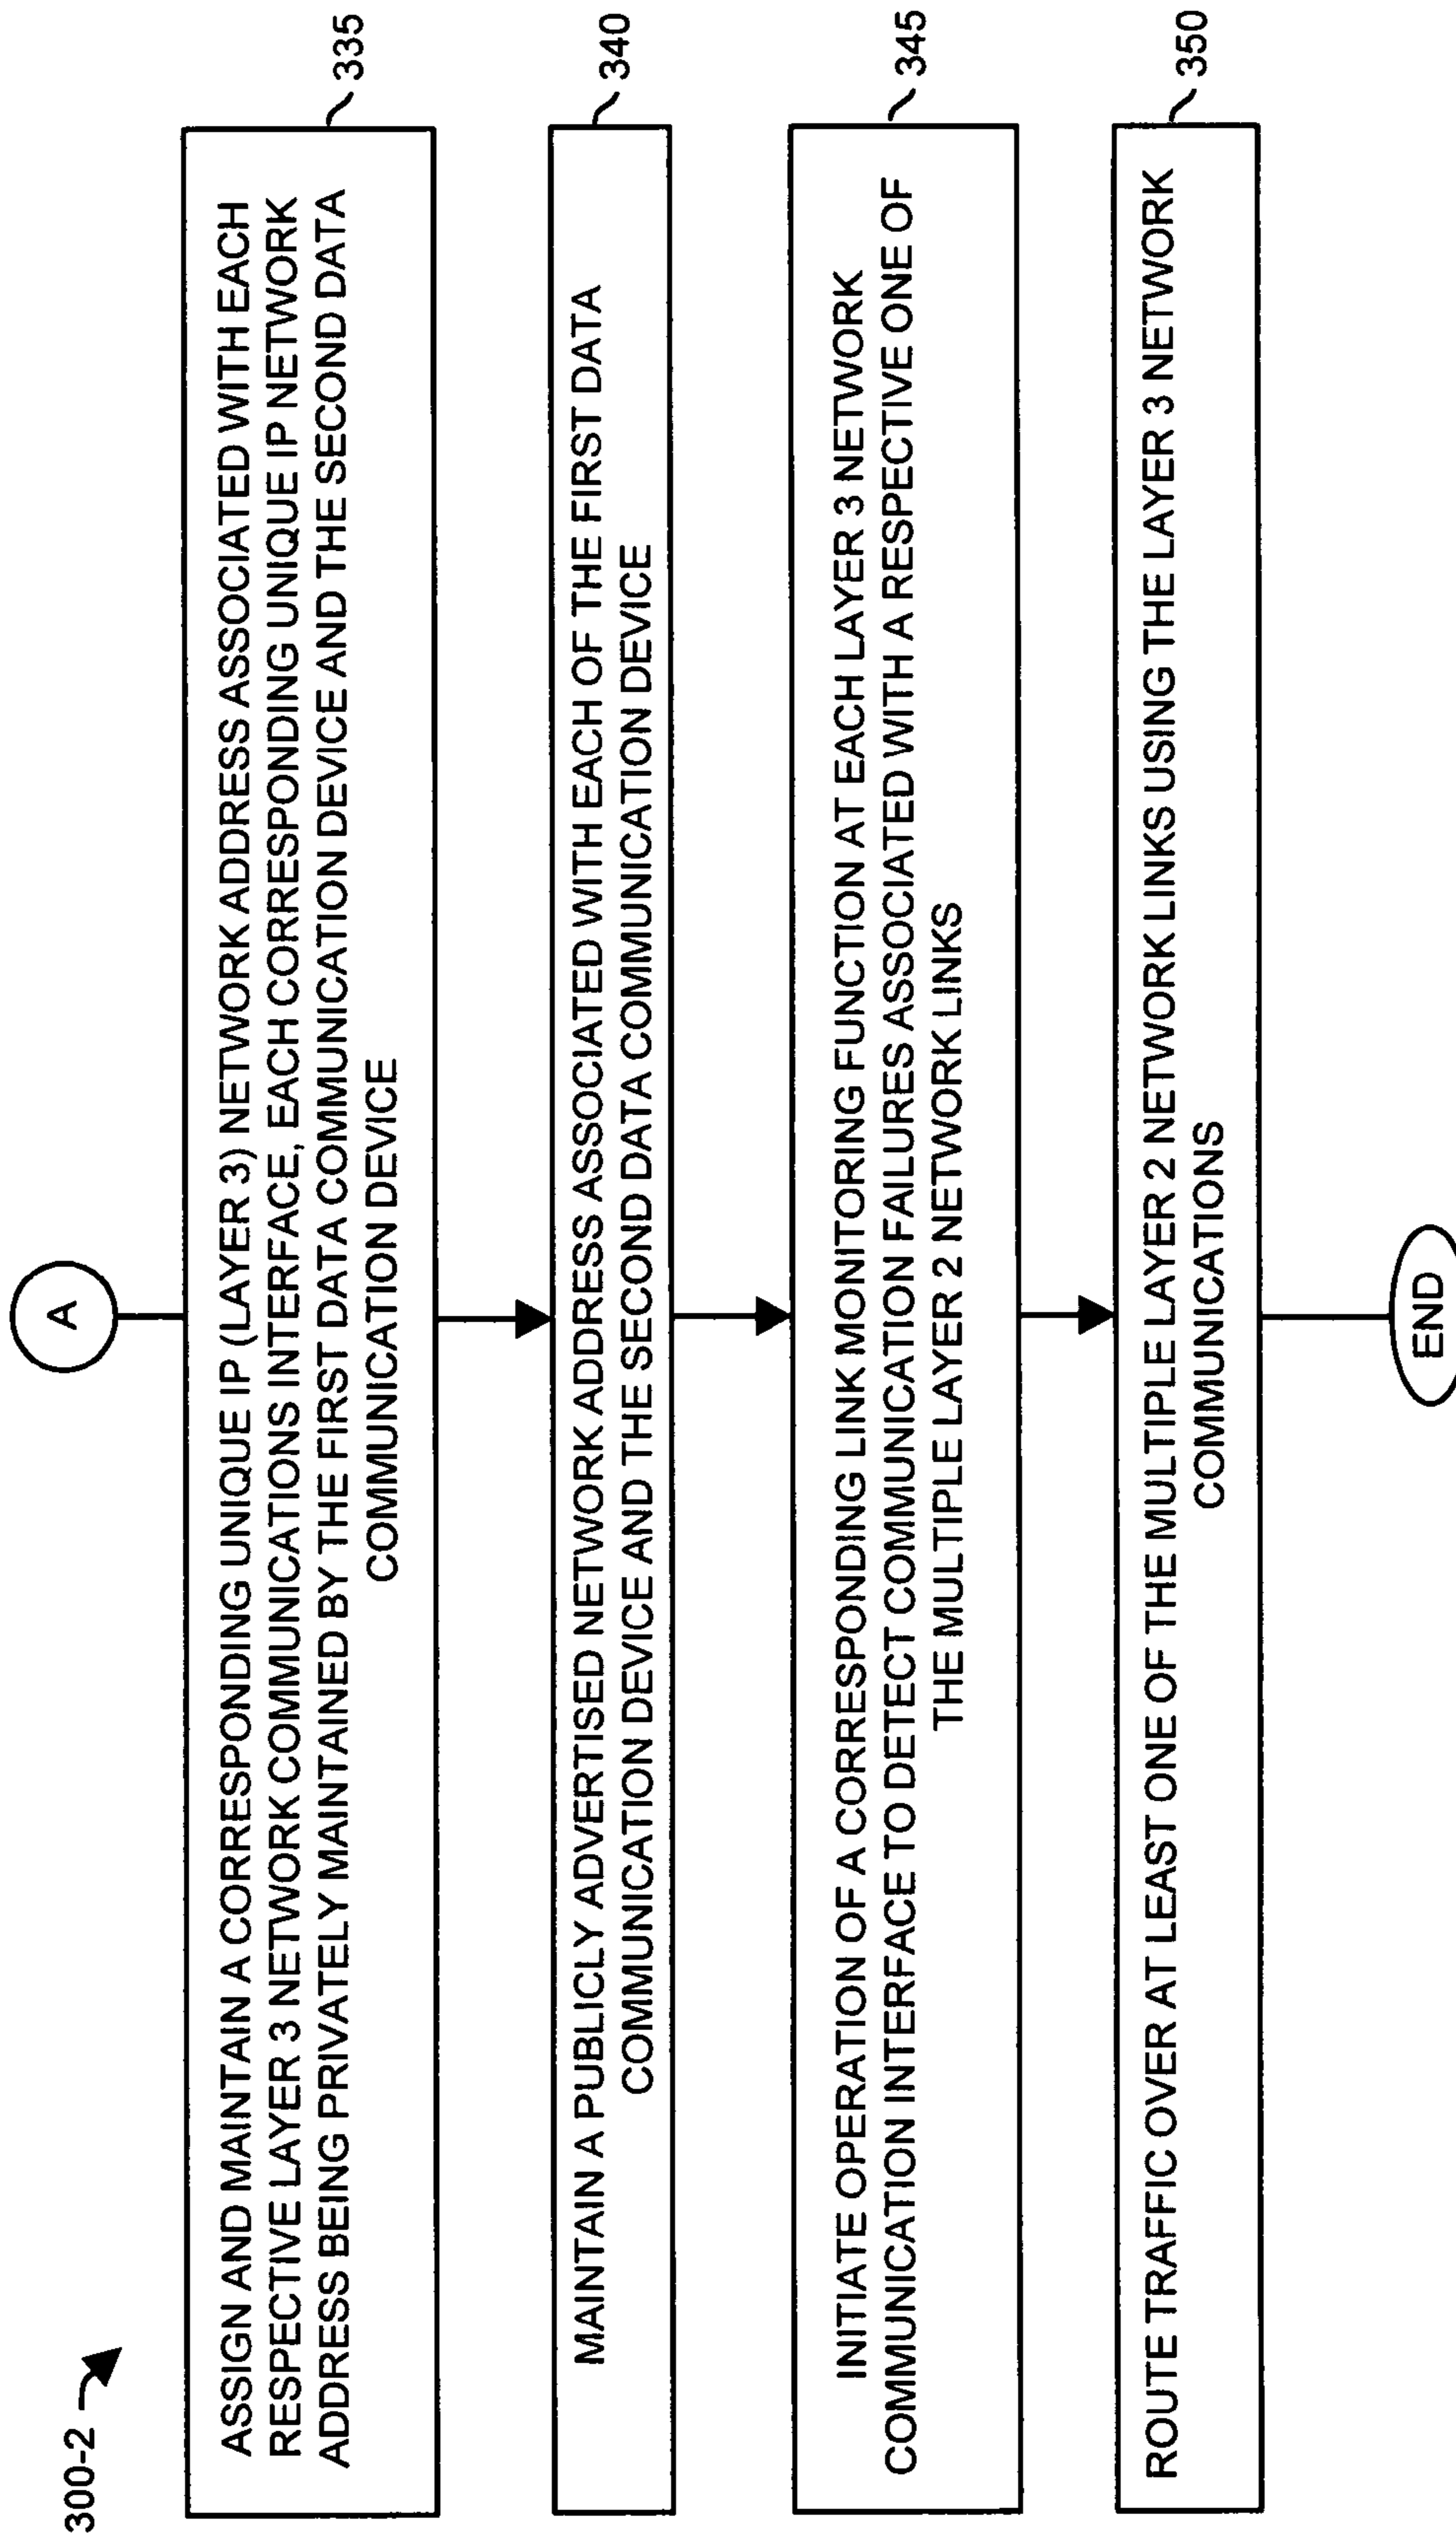 300-2
A
ASSIGN AND MAINTAIN A CORRESPONDING UNIQUE IP (LAYER 3) NETWORK ADDRESS ASSOCIATED WITH EACH
RESPECTIVE LAYER 3 NETWORK COMMUNICATIONS INTERFACE, EACH CORRESPONDING UNIQUE IP NETWORK
ADDRESS BEING PRIVATELY MAINTAINED BY THE FIRST DATA COMMUNICATION DEVICE AND THE SECOND DATA
COMMUNICATION DEVICE
335
MAINTAIN A PUBLICLY ADVERTISED NETWORK ADDRESS ASSOCIATED WITH EACH OF THE FIRST DATA
COMMUNICATION DEVICE AND THE SECOND DATA COMMUNICATION DEVICE
340
INITIATE OPERATION OF A CORRESPONDING LINK MONITORING FUNCTION AT EACH LAYER 3 NETWORK
COMMUNICATION INTERFACE TO DETECT COMMUNICATION FAILURES ASSOCIATED WITH A RESPECTIVE ONE OF
THE MULTIPLE LAYER 2 NETWORK LINKS
345
ROUTE TRAFFIC OVER AT LEAST ONE OF THE MULTIPLE LAYER 2 NETWORK LINKS USING THE LAYER 3 NETWORK
COMMUNICATIONS
350
END